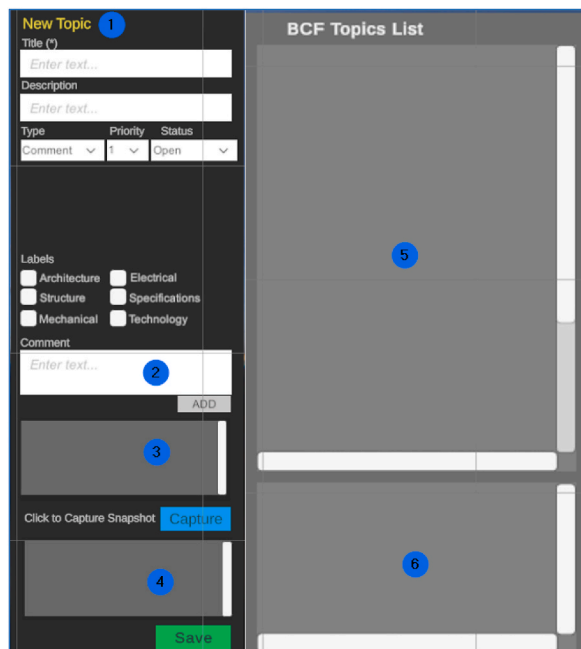 New Topic 1
Title (*)
Enter text...
Description
Enter text...
Type Priority Status
Comment 1 Open
Labels
Architecture Electrical
Structure Specifications
Mechanical Technology
Comment
Enter text...
2
ADD
3
Click to Capture Snapshot Capture
4
Save
BCF Topics List
5
6